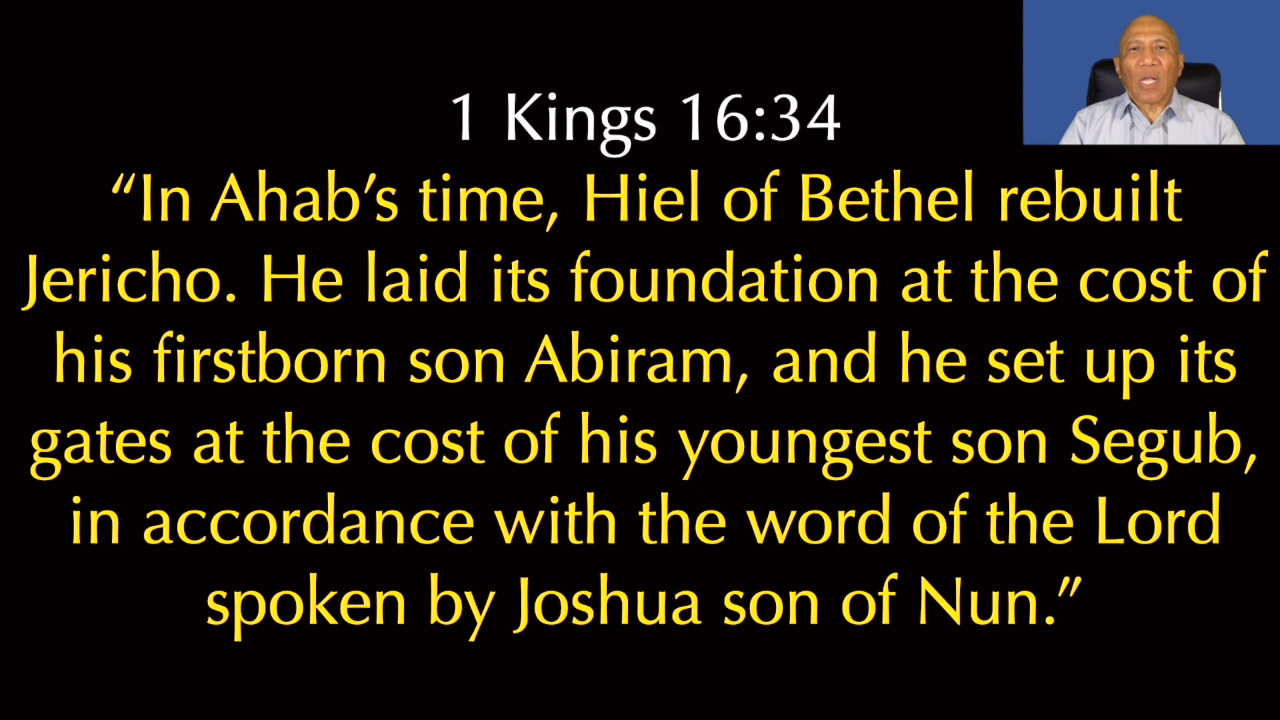 1 Kings 16:34
“In Ahab’s time, Hiel of Bethel rebuilt
Jericho. He laid its foundation at the cost of
his firstborn son Abiram, and he set up its
gates at the cost of his youngest son Segub,
in accordance with the word of the Lord
spoken by Joshua son of Nun.”